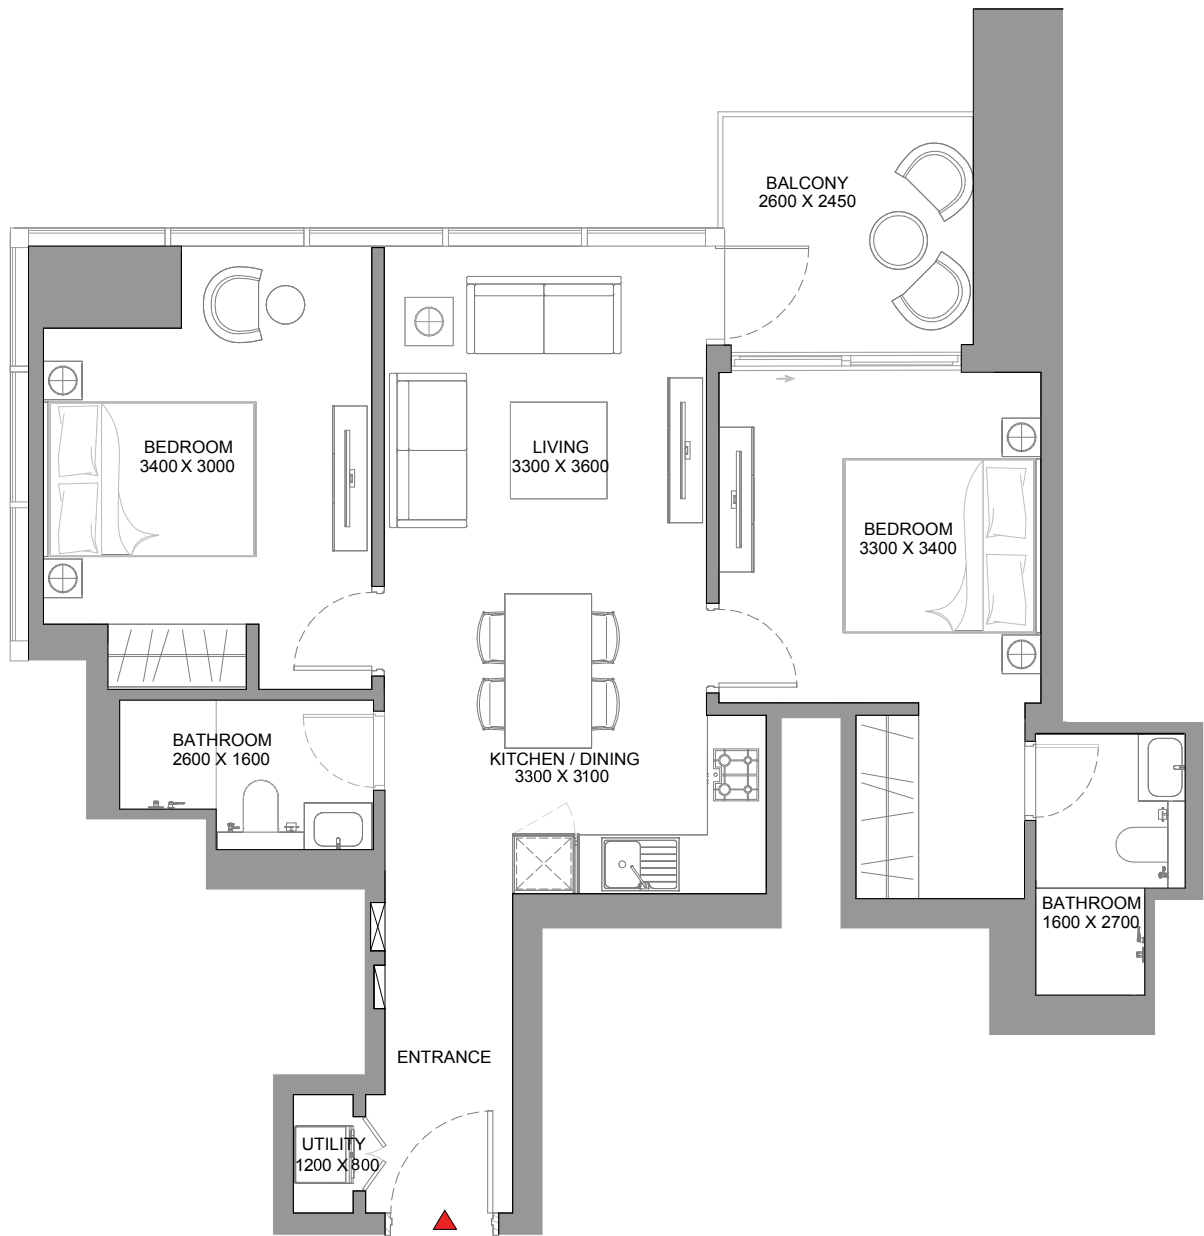 BALCONY
2600 X 2450
BEDROOM
3400 X 3000
LIVING
3300 X 3600
BEDROOM
3300 X 3400
BATHROOM
2600 X 1600
KITCHEN / DINING
3300 X 3100
BATHROOM
1600 X 2700
ENTRANCE
UTILITY
1200 X 800